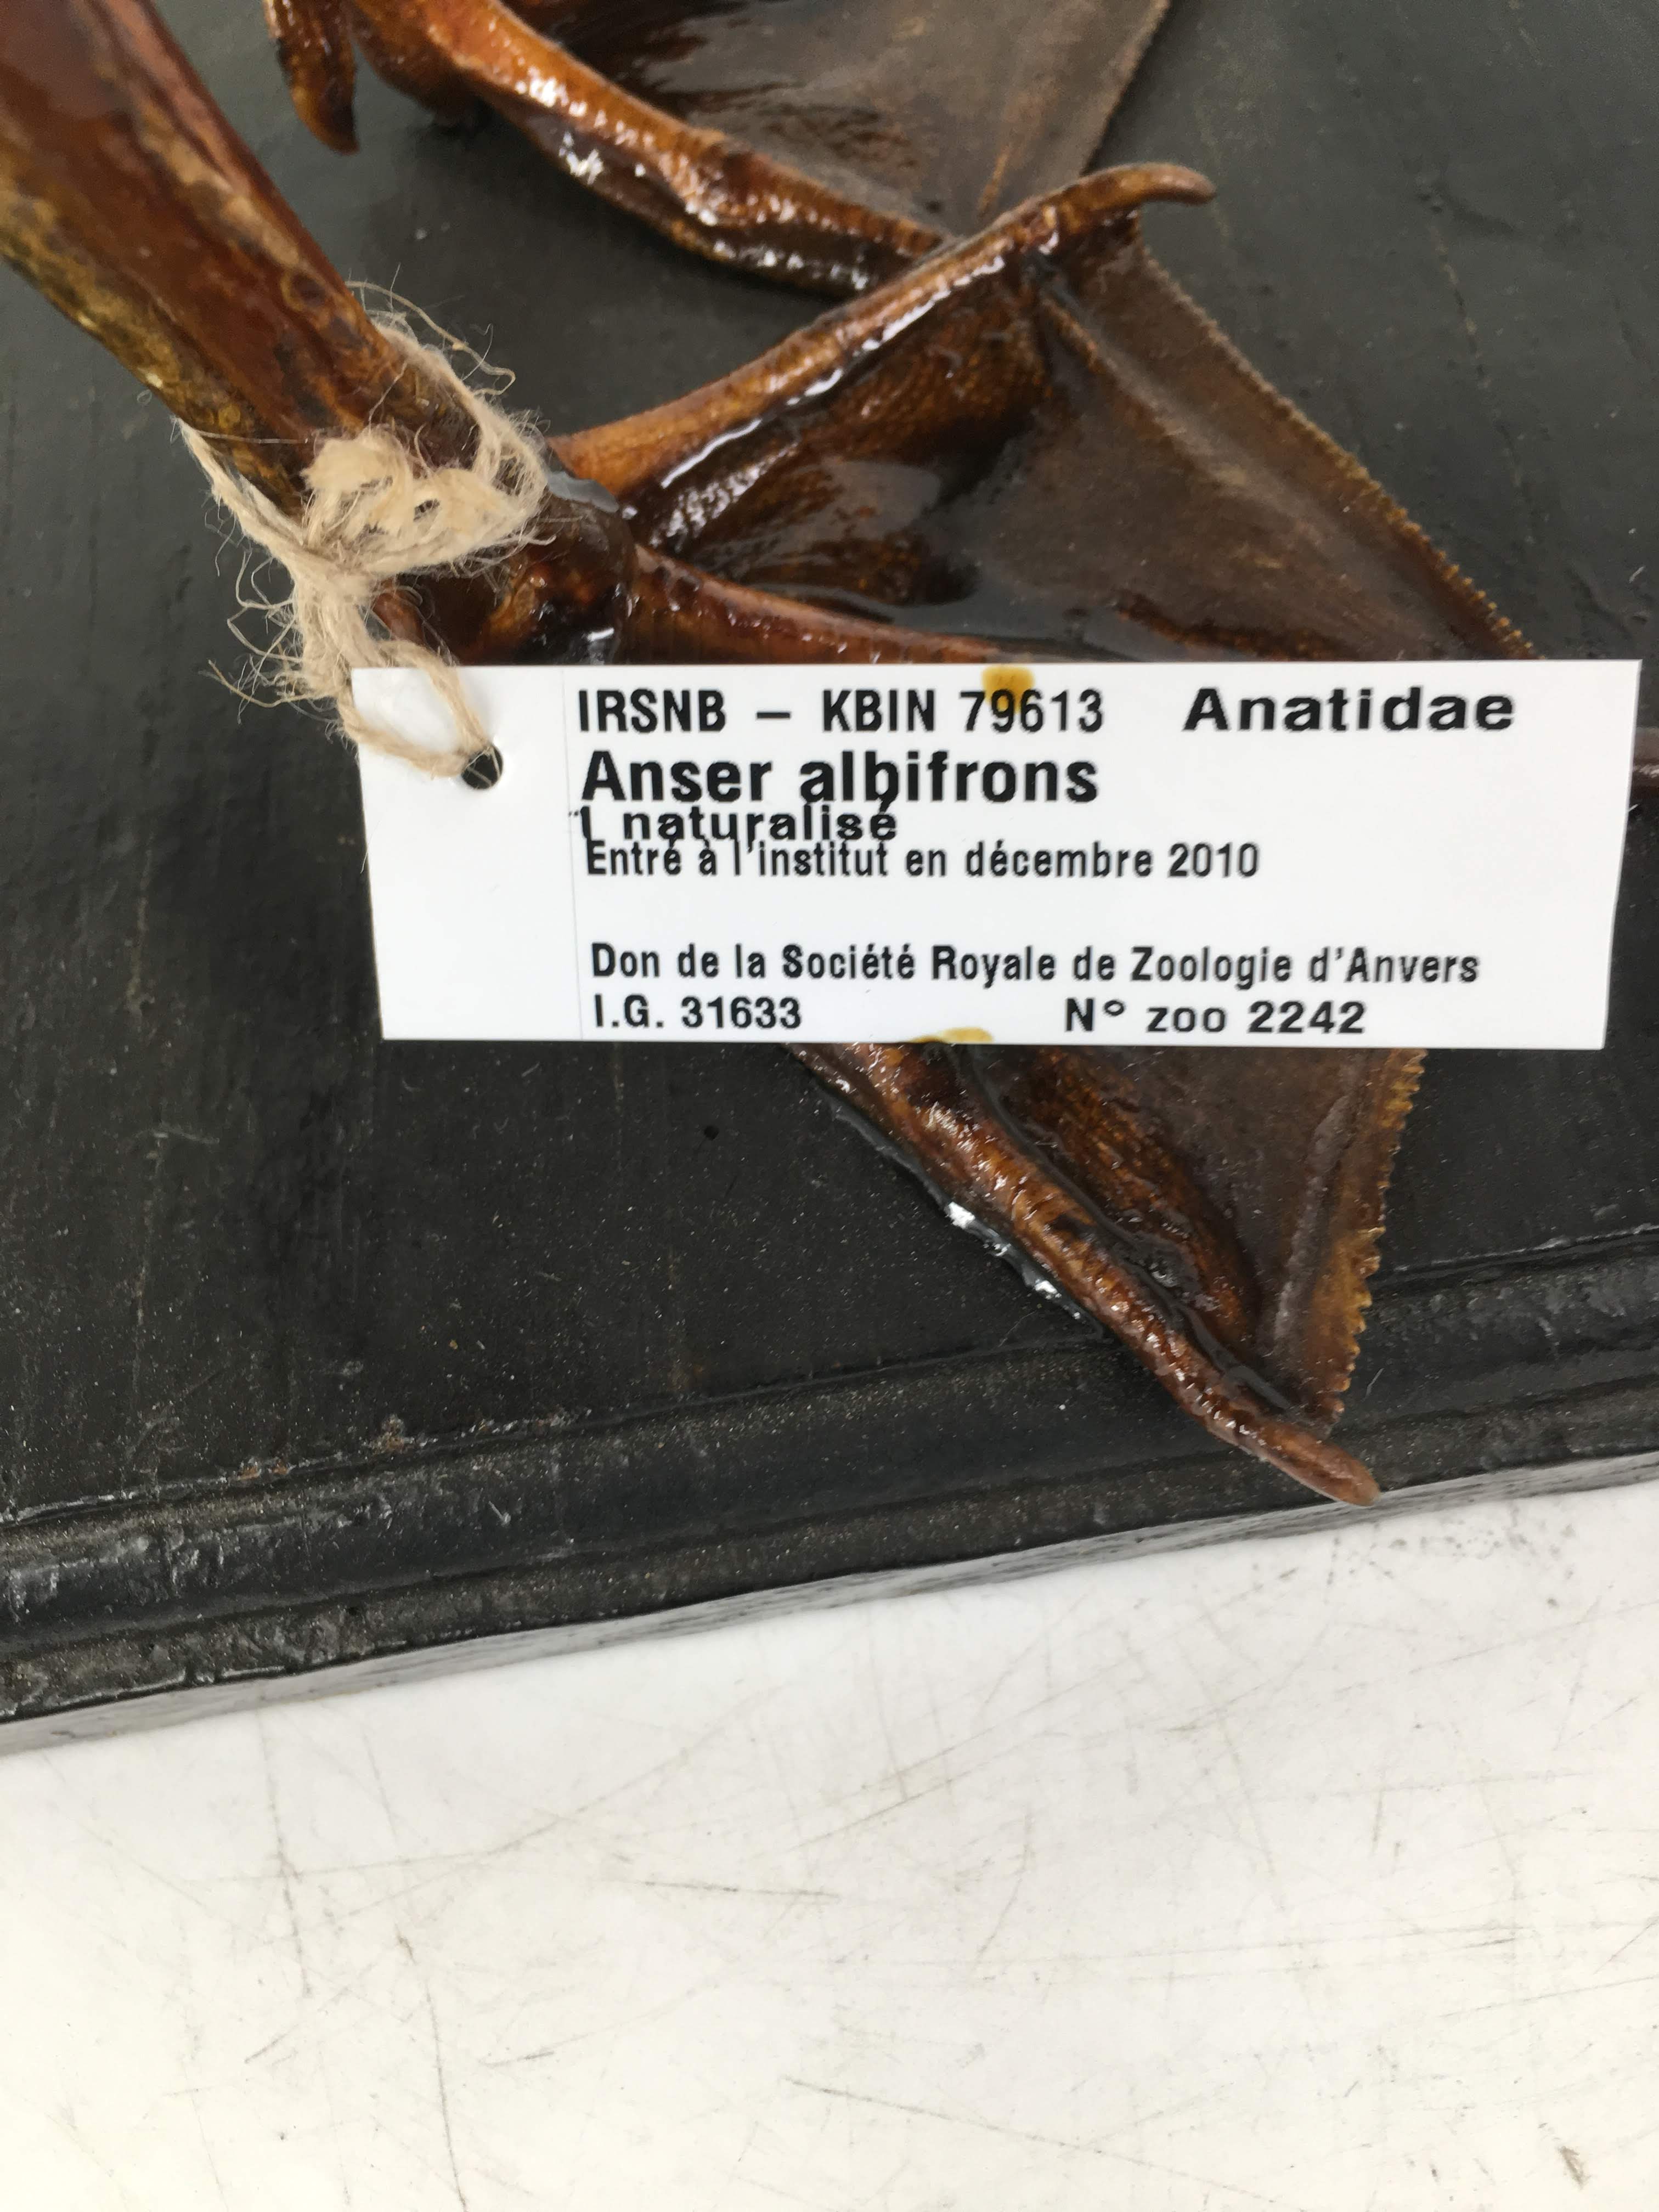 IRSNB – KBIN 79613 Anatidae
Anser albifrons
1 naturalisé
Entré à l'institut en décembre 2010
Don de la Société Royale de Zoologie d'Anvers
I.G. 31633 N° zoo 2242